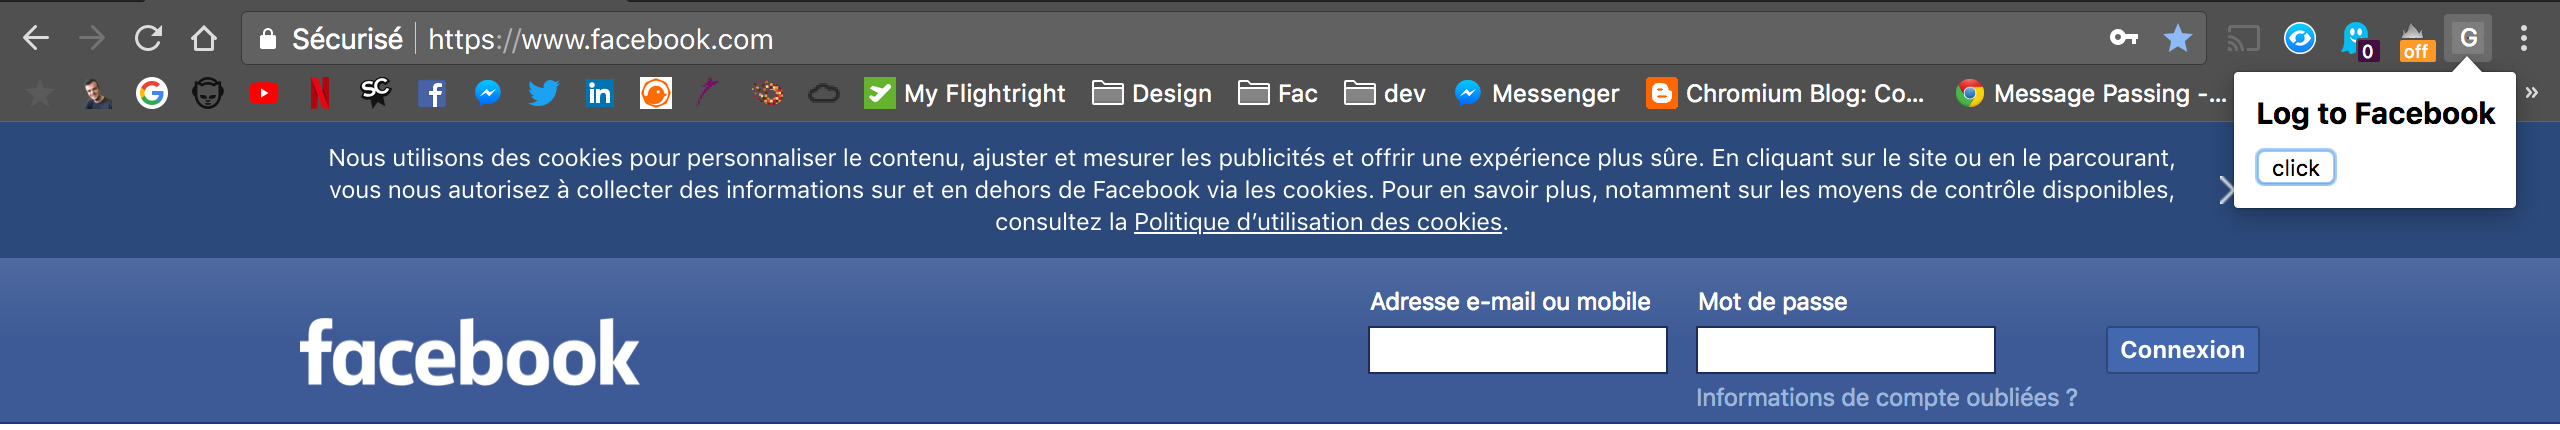 Sécurisé https://www.facebook.com
0
off
G
SC
in
My Flightright
Design
Fac
dev
Messenger
Chromium Blog: Co...
Message Passing -...
»
Log to Facebook
click
Nous utilisons des cookies pour personnaliser le contenu, ajuster et mesurer les publicités et offrir une expérience plus sûre. En cliquant sur le site ou en le parcourant,
vous nous autorisez à collecter des informations sur et en dehors de Facebook via les cookies. Pour en savoir plus, notamment sur les moyens de contrôle disponibles,
consultez la Politique d’utilisation des cookies.
facebook
Adresse e-mail ou mobile
Mot de passe
Connexion
Informations de compte oubliées ?